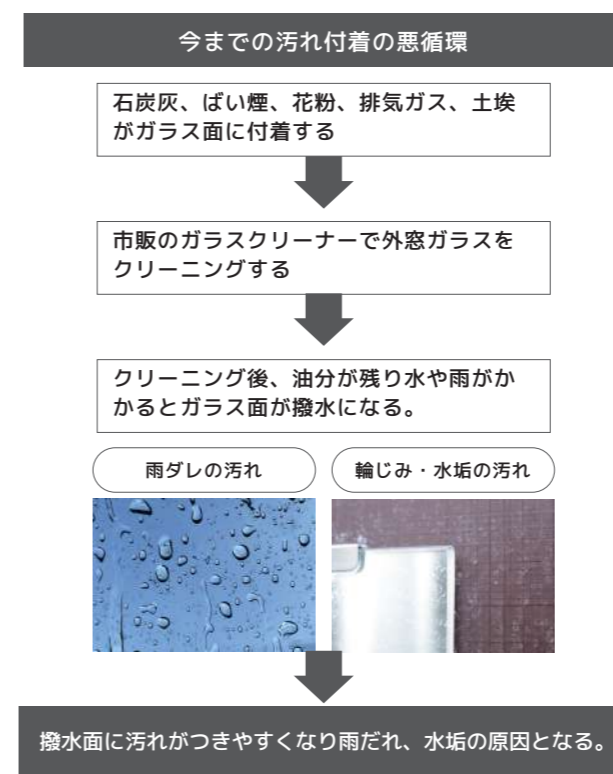 今までの汚れ付着の悪循環
石炭灰、ばい煙、花粉、排気ガス、土埃
がガラス面に付着する
市販のガラスクリーナーで外窓ガラスを
クリーニングする
クリーニング後、油分が残り水や雨がか
かるとガラス面が撥水になる。
雨ダレの汚れ
輪じみ・水垢の汚れ
撥水面に汚れがつきやすくなり雨だれ、水垢の原因となる。